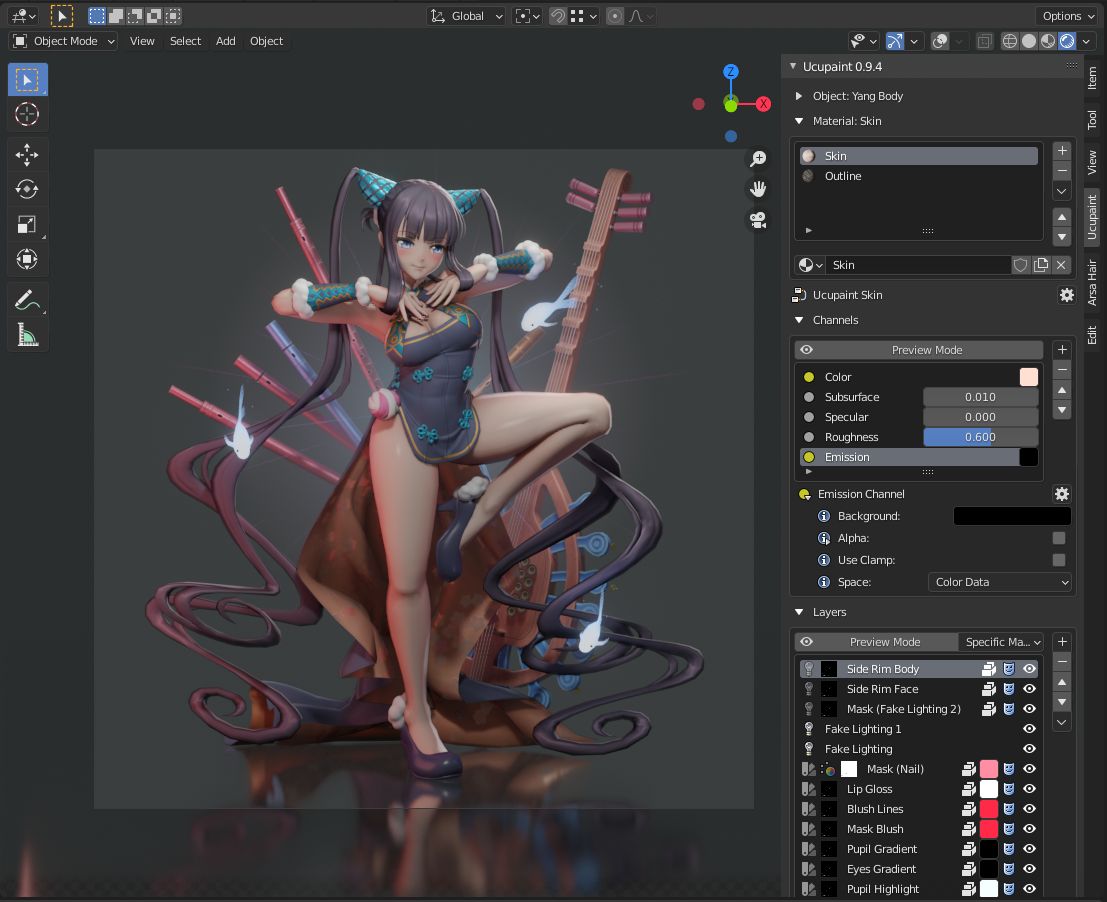 Global
Options
Object Mode
View
Select
Add
Object
Z
X
Ucupaint 0.9.4
Object: Yang Body
Material: Skin
Skin
Outline
Skin
Ucupaint Skin
Channels
Preview Mode
Color
Subsurface 0.010
Specular 0.000
Roughness 0.600
Emission
Emission Channel
Background:
Alpha:
Use Clamp:
Space: Color Data
Layers
Preview Mode Specific Ma...
Side Rim Body
Side Rim Face
Mask (Fake Lighting 2)
Fake Lighting 1
Fake Lighting
Mask (Nail)
Lip Gloss
Blush Lines
Mask Blush
Pupil Gradient
Eyes Gradient
Pupil Highlight
Item
Tool
View
Ucupaint
Arsa Hair
Edit